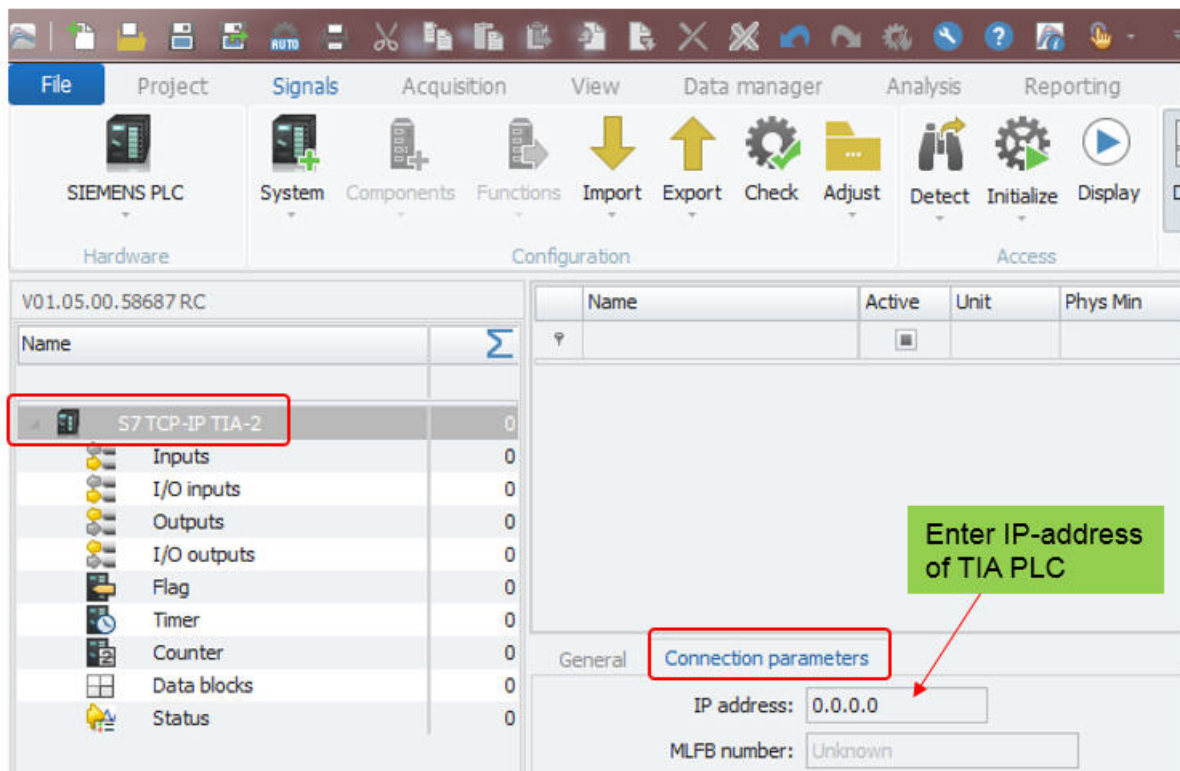 AUTO
File Project Signals Acquisition View Data manager Analysis Reporting
SIEMENS PLC System Components Functions Import Export Check Adjust Detect Initialize Display D
Hardware Configuration Access
V01.05.00.58687 RC
Name Active Unit Phys Min
Name Σ
S7 TCP-IP TIA-2 0
Inputs 0
I/O inputs 0
Outputs 0
I/O outputs 0
Flag 0
Timer 0
Counter 0
Data blocks 0
Status 0
Enter IP-address
of TIA PLC
General Connection parameters
IP address: 0.0.0.0
MLFB number: Unknown